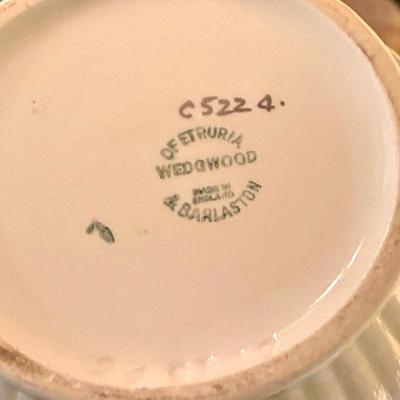 C5224.
OF ETRURIA
WEDGWOOD
MADE IN
ENGLAND
& BARLASTON